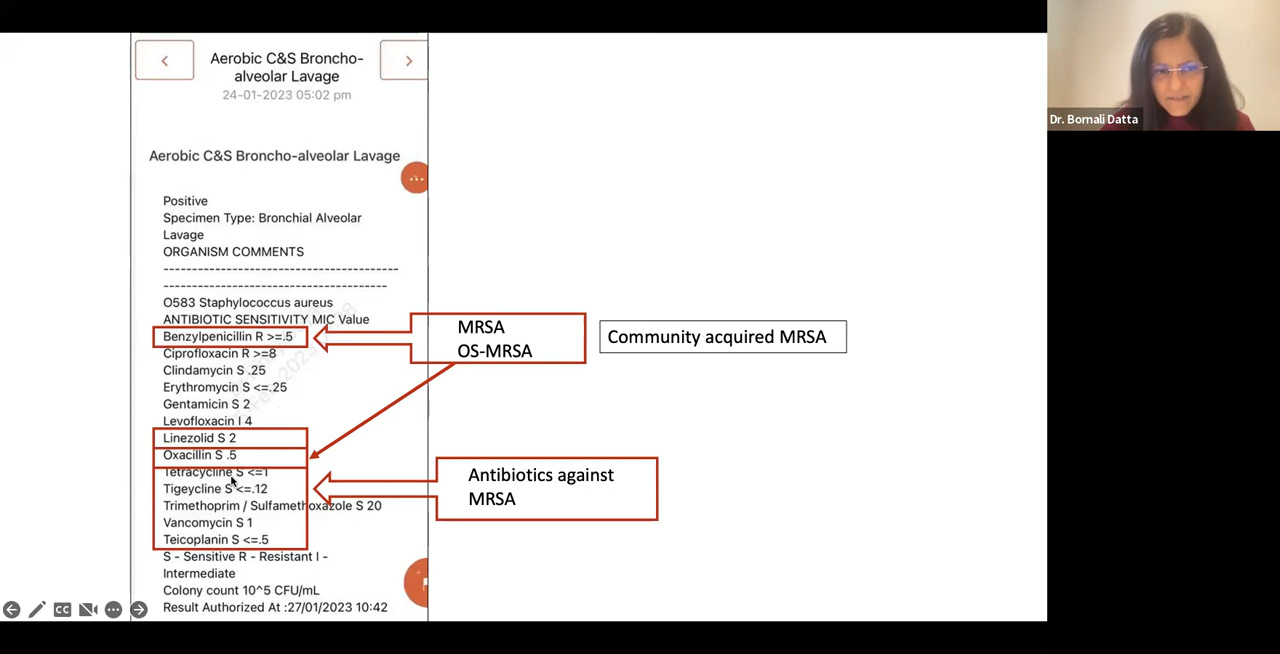 Aerobic C&S Broncho-
alveolar Lavage
24-01-2023 05:02 pm
Aerobic C&S Broncho-alveolar Lavage
Positive
Specimen Type: Bronchial Alveolar
Lavage
ORGANISM COMMENTS
-----------------------------------------
---------------------------------------
O583 Staphylococcus aureus
ANTIBIOTIC SENSITIVITY MIC Value
Benzylpenicillin R >=.5
Ciprofloxacin R >=8
Clindamycin S .25
Erythromycin S <=.25
Gentamicin S 2
Levofloxacin I 4
Linezolid S 2
Oxacillin S .5
Tetracycline S <=1
Tigeycline S <=.12
Trimethoprim / Sulfamethoxazole S 20
Vancomycin S 1
Teicoplanin S <=.5
S - Sensitive R - Resistant I -
Intermediate
Colony count 10^5 CFU/mL
Result Authorized At :27/01/2023 10:42
MRSA
OS-MRSA
Community acquired MRSA
Antibiotics against
MRSA
Dr. Bornali Datta
CC